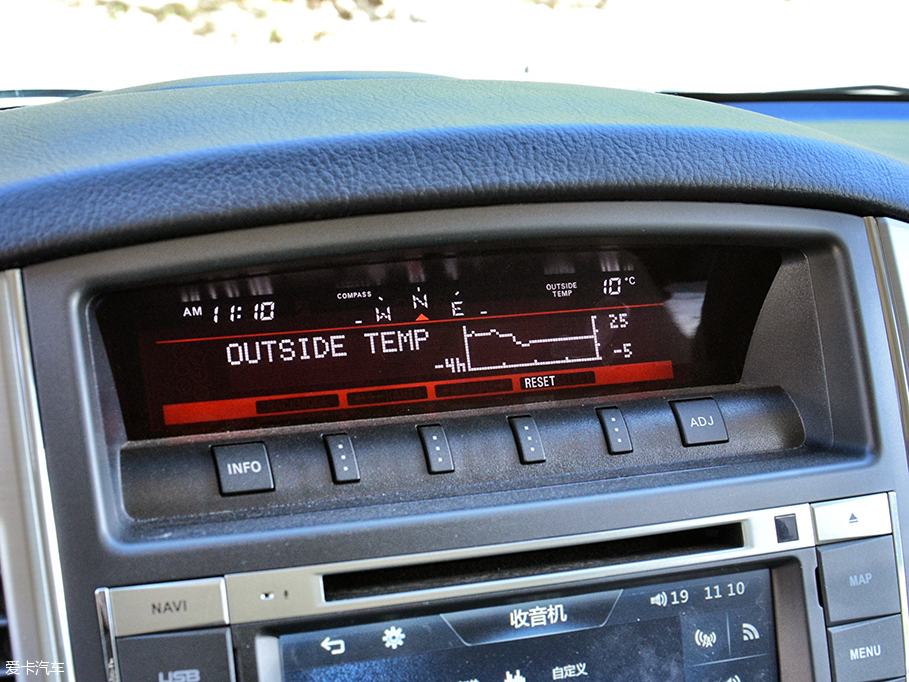 AM 11:10
COMPASS
W N E
OUTSIDE
TEMP
10°C
OUTSIDE TEMP
25
-5
-4h
RESET
INFO
ADJ
NAVI
USB
收音机
19
11 10
自定义
MAP
MENU
爱卡汽车